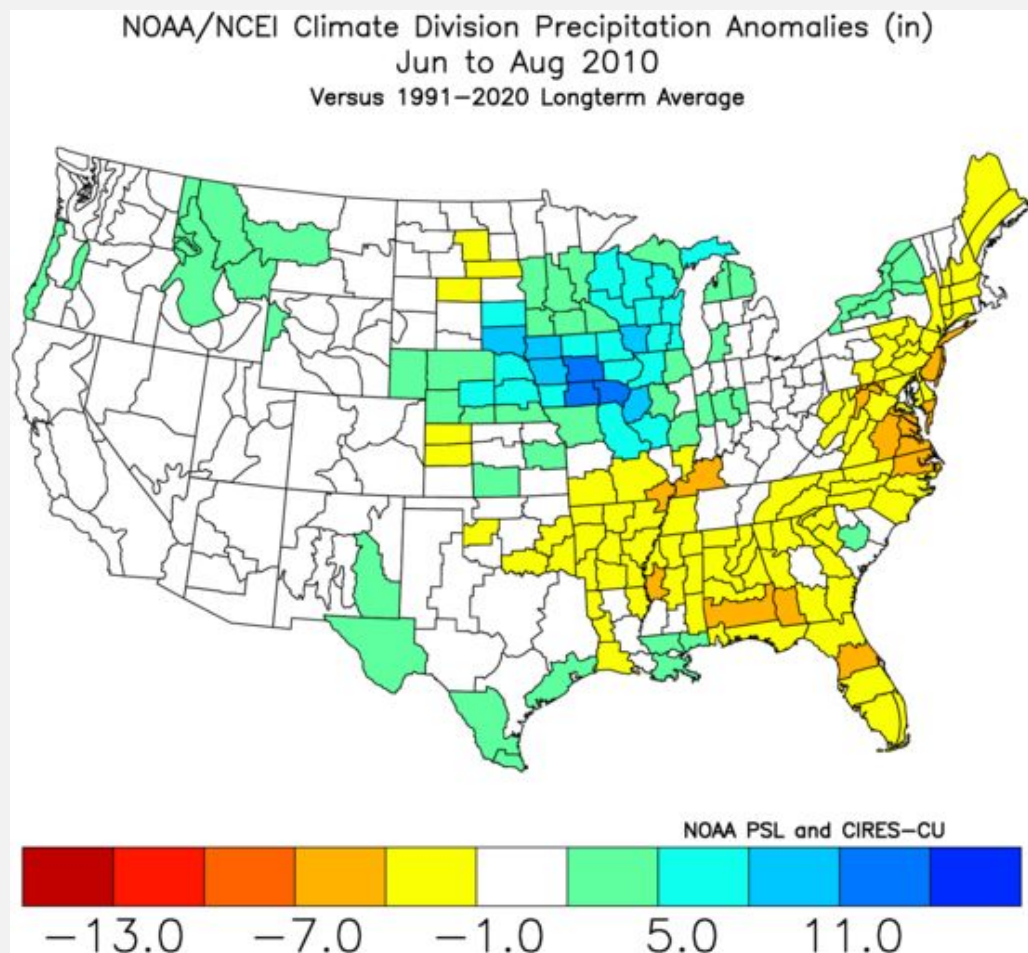 NOAA/NCEI Climate Division Precipitation Anomalies (in)
Jun to Aug 2010
Versus 1991-2020 Longterm Average
NOAA PSL and CIRES-CU
-13.0 -7.0 -1.0 5.0 11.0